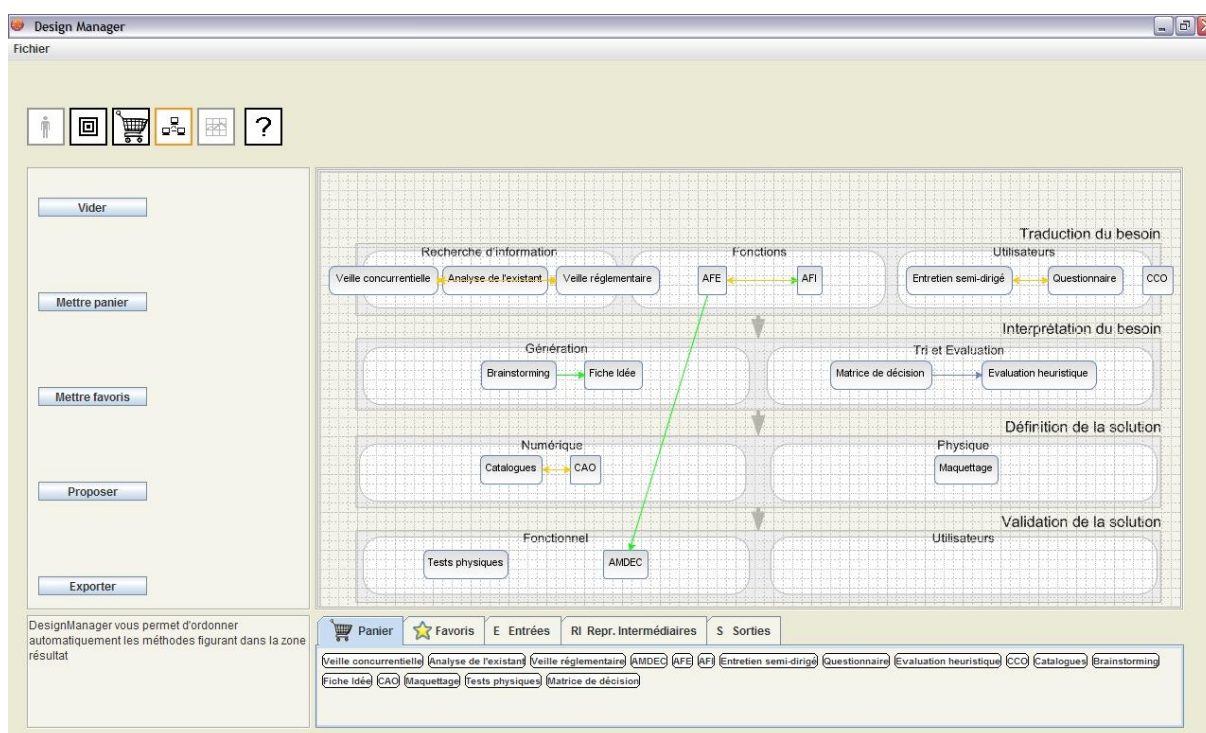 Design Manager
Fichier
?
Vider
Mettre panier
Mettre favoris
Proposer
Exporter
Traduction du besoin
Recherche d'information Fonctions Utilisateurs
Veille concurrentielle Analyse de l'existant Veille réglementaire AFE AFI Entretien semi-dirigé Questionnaire CCO
Interprétation du besoin
Génération Tri et Evaluation
Brainstorming Fiche Idée Matrice de décision Evaluation heuristique
Définition de la solution
Numérique Physique
Catalogues CAO Maquettage
Validation de la solution
Fonctionnel Utilisateurs
Tests physiques AMDEC
DesignManager vous permet d'ordonner
automatiquement les méthodes figurant dans la zone
résultat
Panier Favoris E Entrées RI Repr. Intermédiaires S Sorties
Veille concurrentielle Analyse de l'existant Veille réglementaire AMDEC AFE AFI Entretien semi-dirigé Questionnaire Evaluation heuristique CCO Catalogues Brainstorming
Fiche Idée CAO Maquettage Tests physiques Matrice de décision